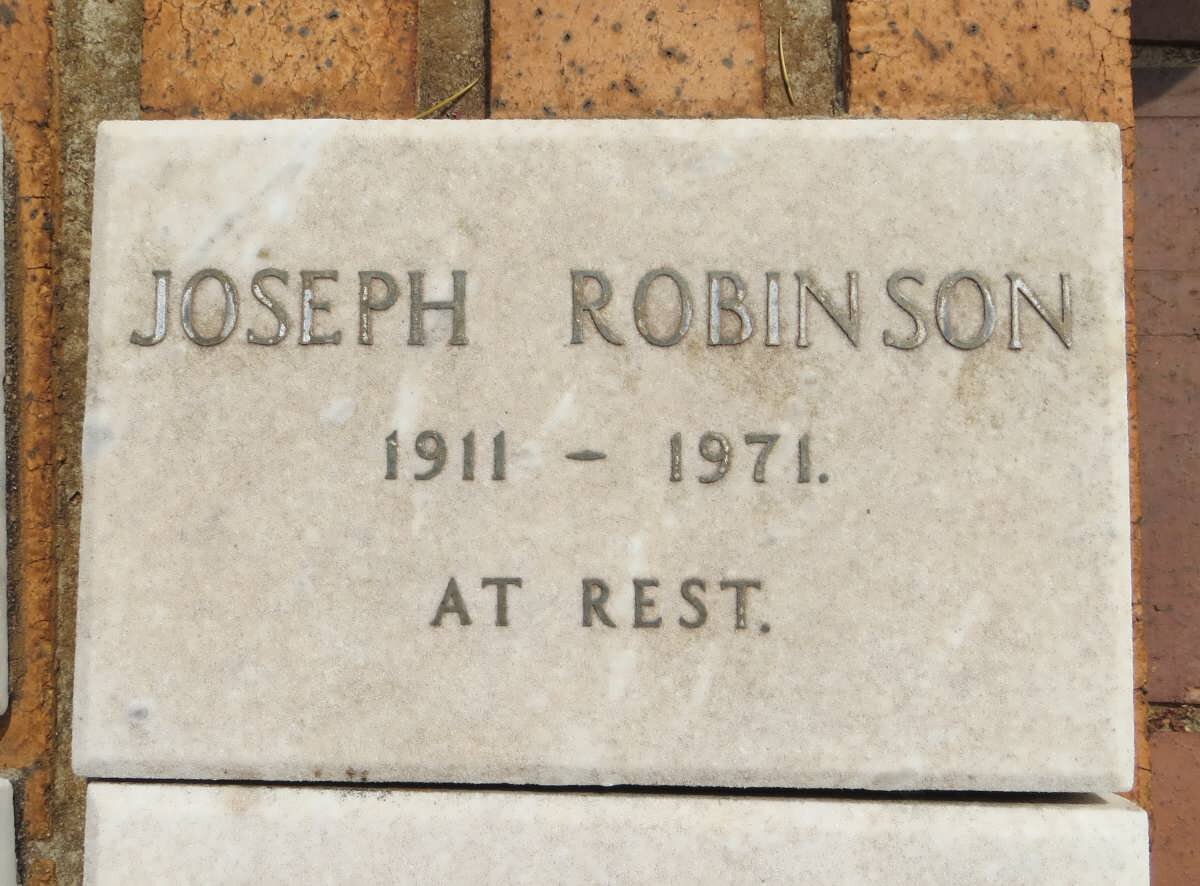 JOSEPH ROBINSON
1911 - 1971.
AT REST.